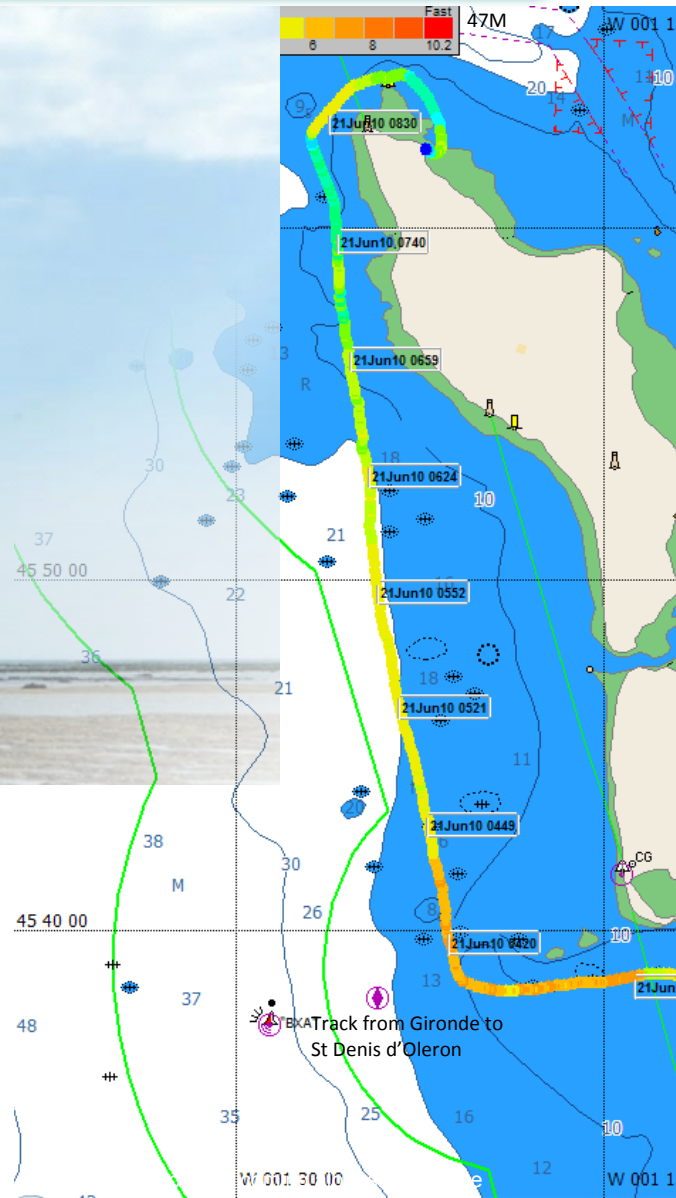 Fast
6 8 10.2
47M
W 001 1
17
20
14
11
10
M
9
21Jun10 0830
21Jun10 0740
13
21Jun10 0659
R
30
18
21Jun10 0624
23
10
37
21
45 50 00
22
21Jun10 0552
36
21
18
21Jun10 0521
11
20
21Jun10 0449
38
30
CG
M
26
8
45 40 00
10
21Jun10 0420
13
21Jun
37
48
BXA
Track from Gironde to
St Denis d'Oleron
35
25
16
10
12
W 001 30 00
e
W 001 1